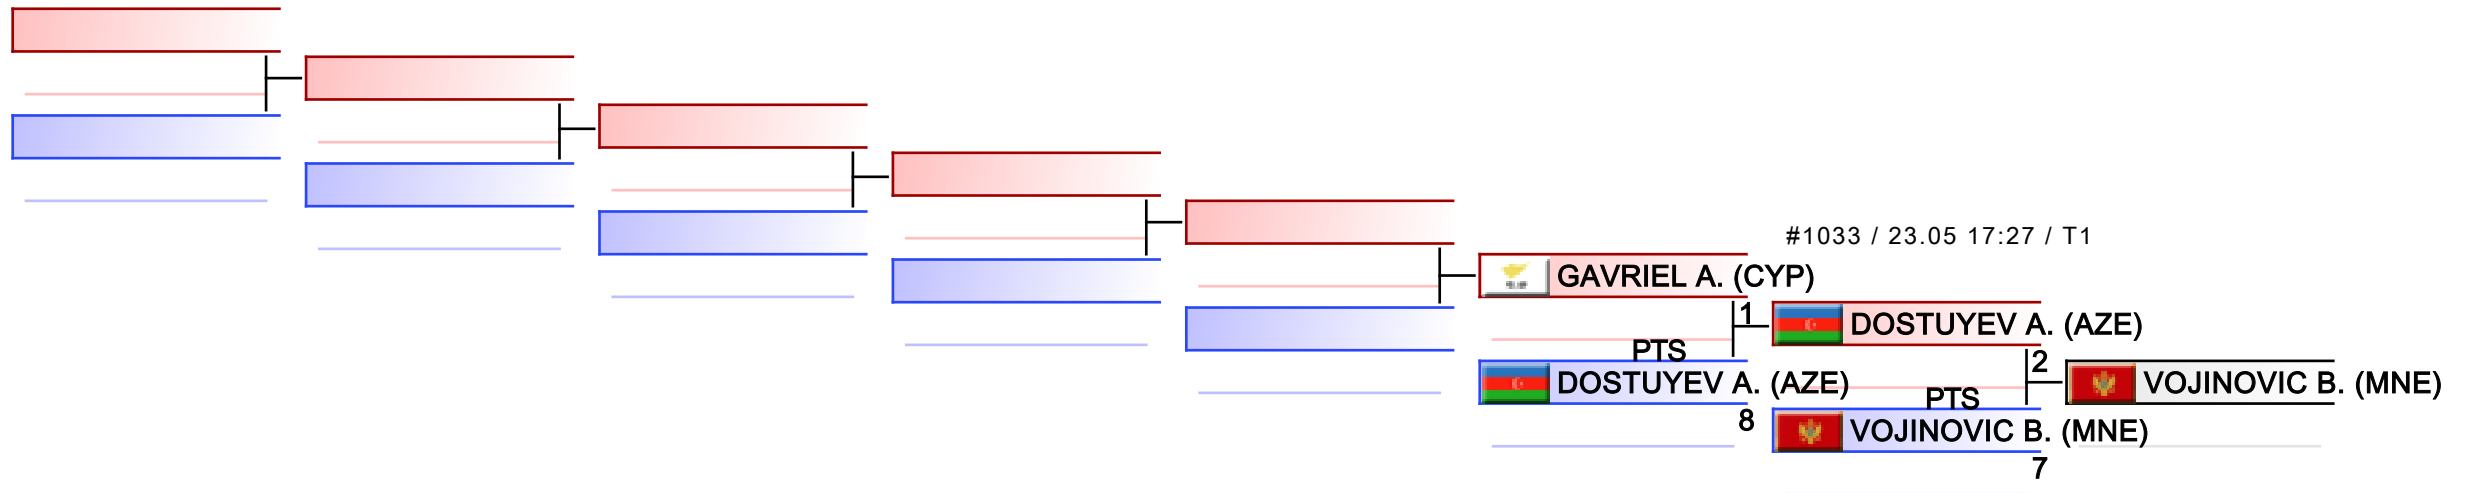 #1033 / 23.05 17:27 / T1
GAVRIEL A. (CYP)
1
DOSTUYEV A. (AZE)
PTS
2
DOSTUYEV A. (AZE)
VOJINOVIC B. (MNE)
PTS
8
VOJINOVIC B. (MNE)
7